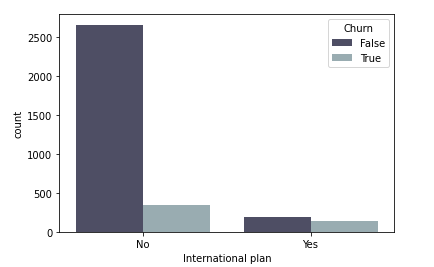 Churn
False
True
2500
2000
1500
1000
500
0
count
No
Yes
International plan